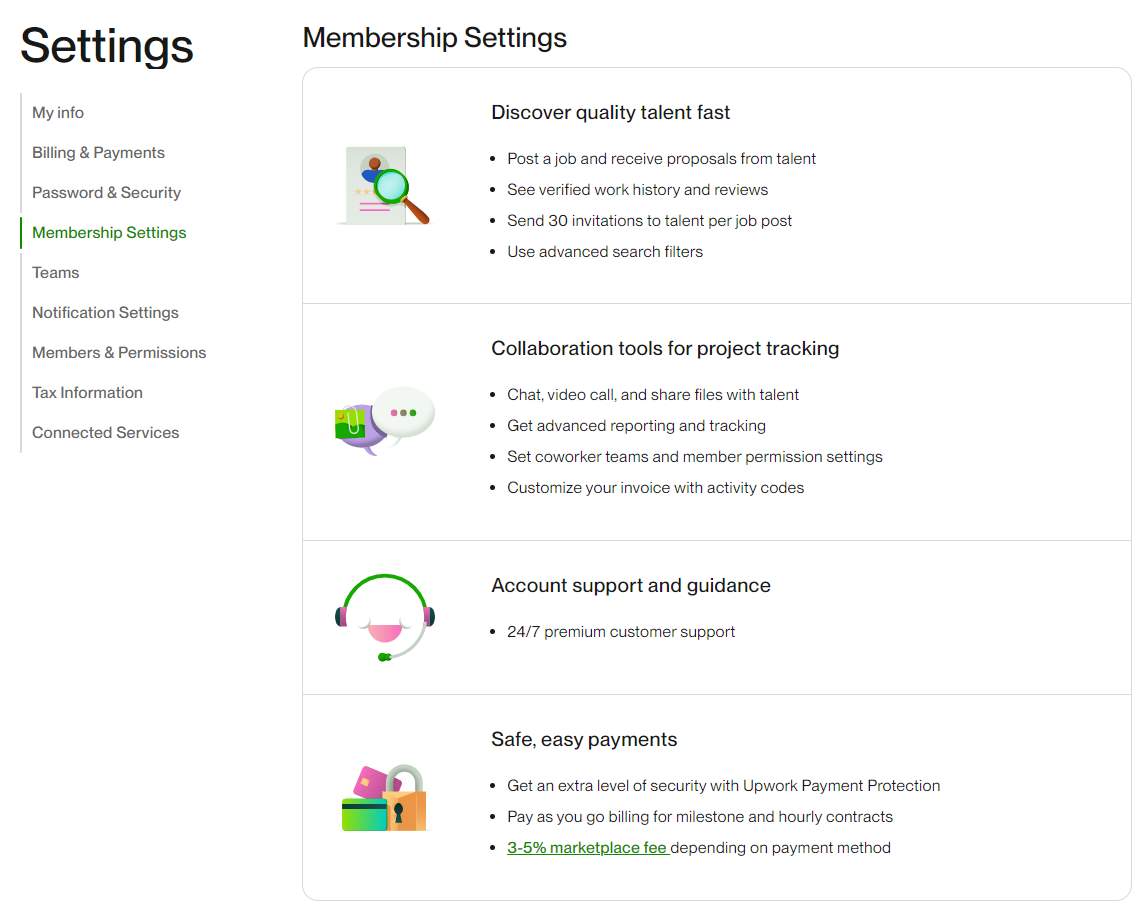 Settings
My info
Billing & Payments
Password & Security
Membership Settings
Teams
Notification Settings
Members & Permissions
Tax Information
Connected Services
Membership Settings
Discover quality talent fast
Post a job and receive proposals from talent
See verified work history and reviews
Send 30 invitations to talent per job post
Use advanced search filters
Collaboration tools for project tracking
Chat, video call, and share files with talent
Get advanced reporting and tracking
Set coworker teams and member permission settings
Customize your invoice with activity codes
Account support and guidance
24/7 premium customer support
Safe, easy payments
Get an extra level of security with Upwork Payment Protection
Pay as you go billing for milestone and hourly contracts
3-5% marketplace fee depending on payment method